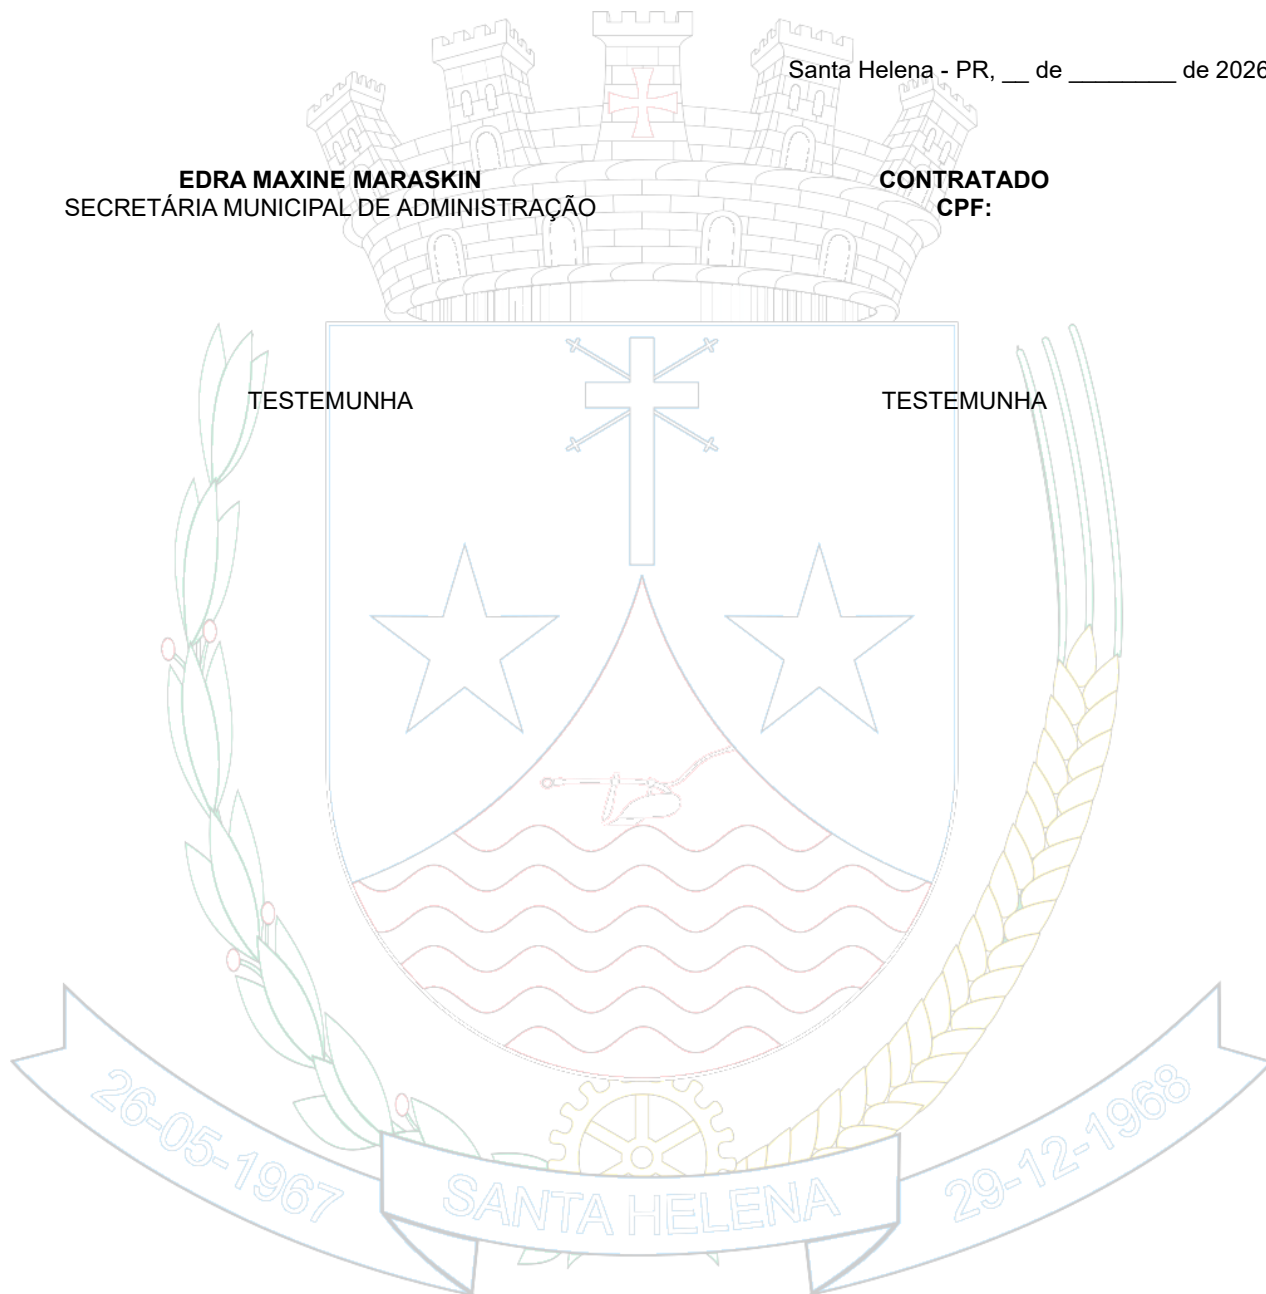 Santa Helena - PR, __ de ________ de 2026
EDRA MAXINE MARASKIN
SECRETÁRIA MUNICIPAL DE ADMINISTRAÇÃO
CONTRATADO
CPF:
TESTEMUNHA
TESTEMUNHA
26-05-1967
SANTA HELENA
29-12-1968